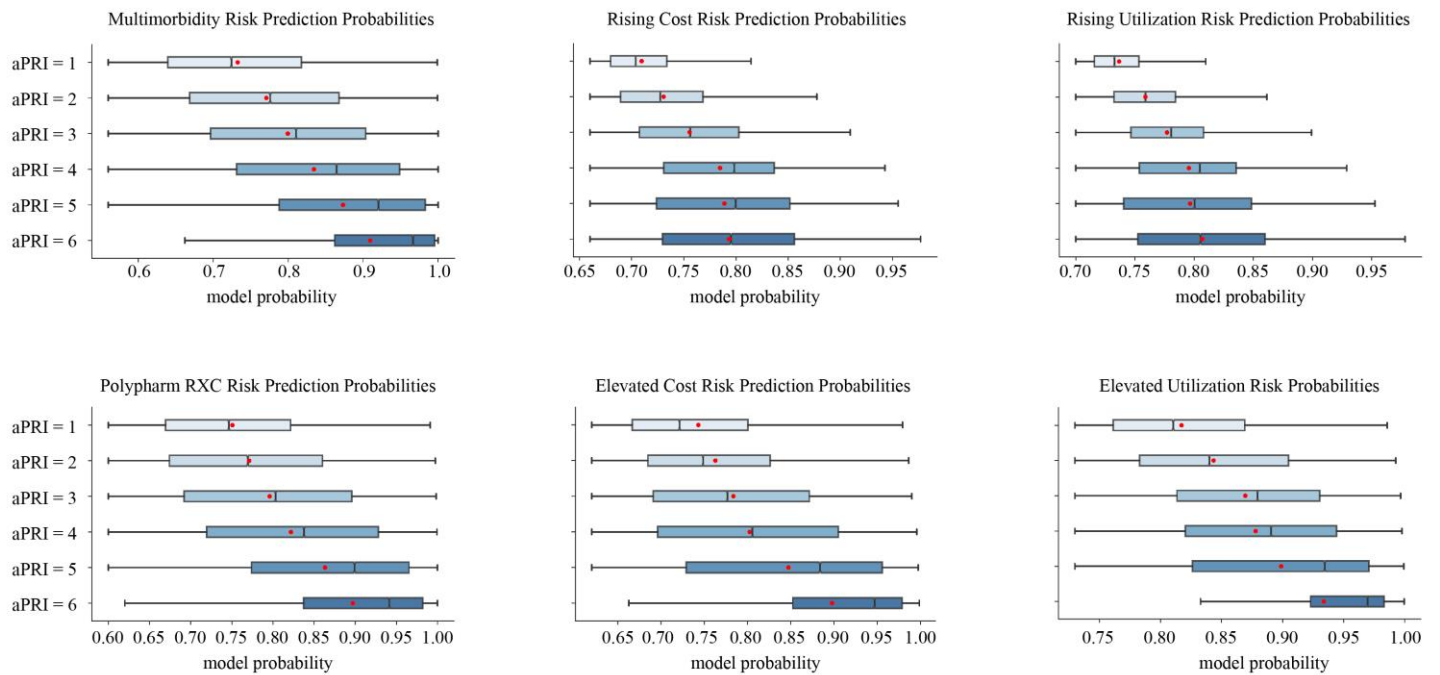 Multimorbidity Risk Prediction Probabilities
aPRI = 1
aPRI = 2
aPRI = 3
aPRI = 4
aPRI = 5
aPRI = 6
0.6 0.7 0.8 0.9 1.0
model probability
Rising Cost Risk Prediction Probabilities
0.65 0.70 0.75 0.80 0.85 0.90 0.95
model probability
Rising Utilization Risk Prediction Probabilities
0.70 0.75 0.80 0.85 0.90 0.95
model probability
Polypharm RXC Risk Prediction Probabilities
aPRI = 1
aPRI = 2
aPRI = 3
aPRI = 4
aPRI = 5
aPRI = 6
0.60 0.65 0.70 0.75 0.80 0.85 0.90 0.95 1.00
model probability
Elevated Cost Risk Prediction Probabilities
0.65 0.70 0.75 0.80 0.85 0.90 0.95 1.00
model probability
Elevated Utilization Risk Probabilities
0.75 0.80 0.85 0.90 0.95 1.00
model probability